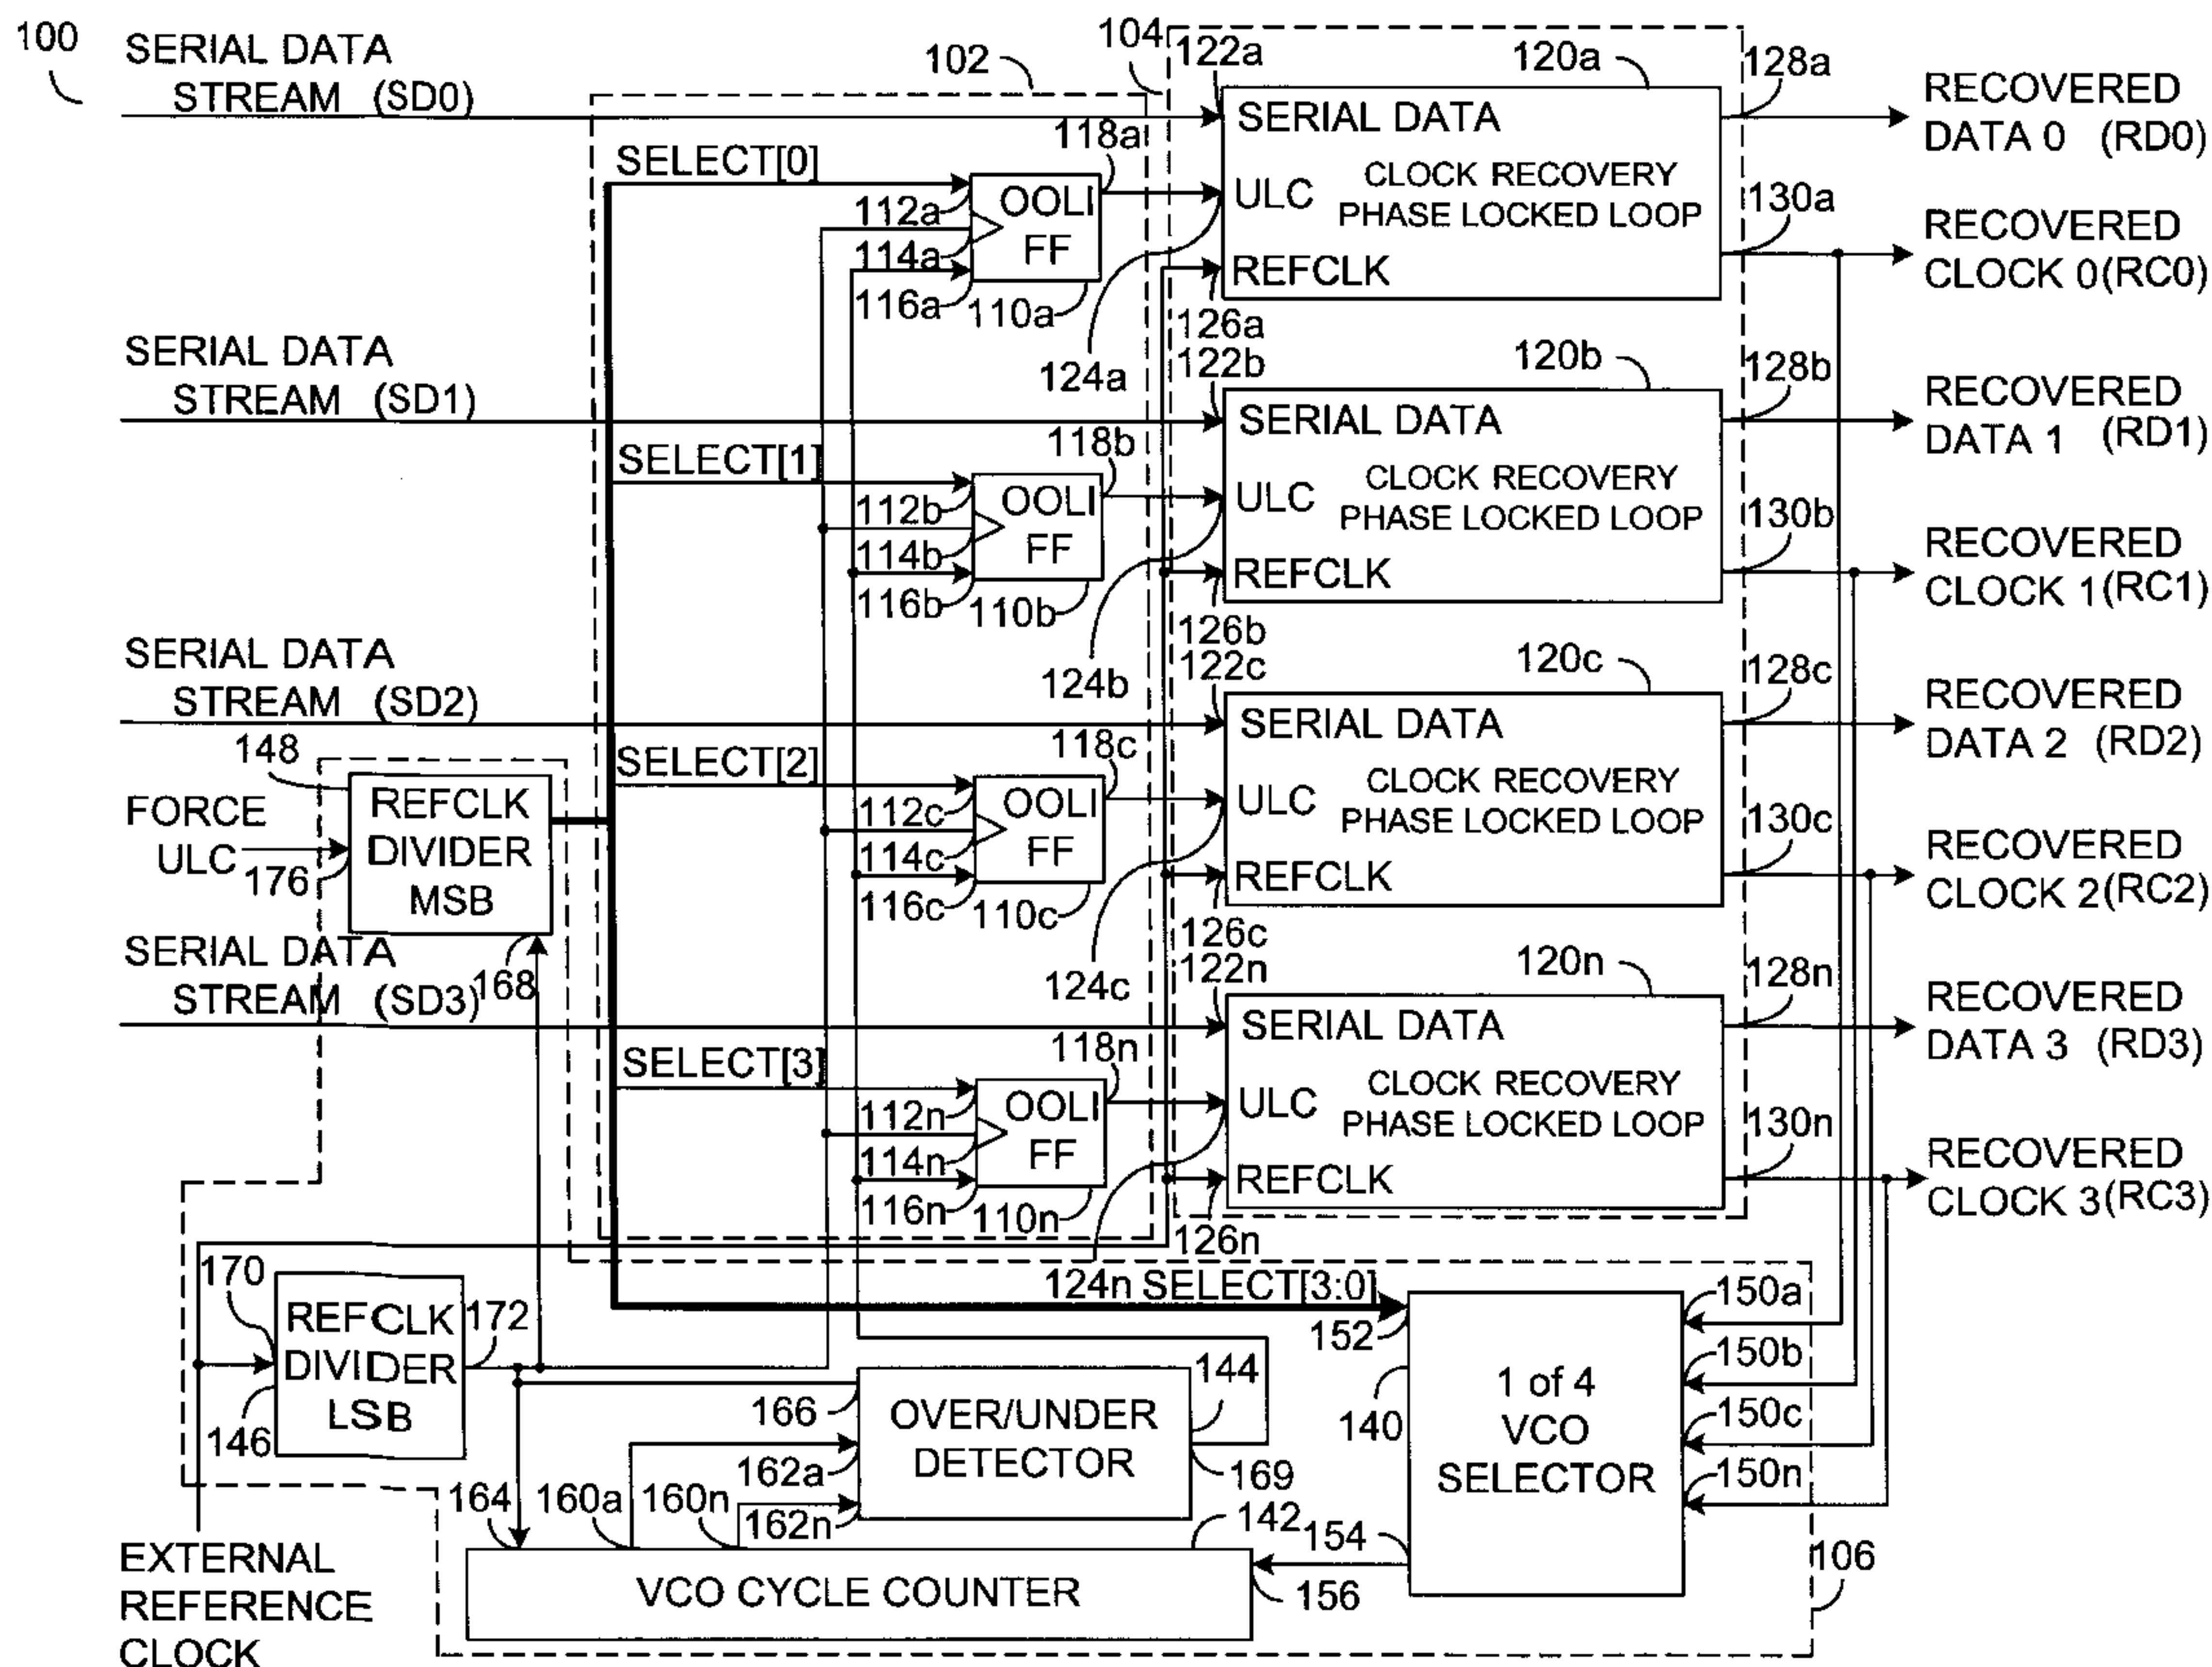 100
SERIAL DATA
STREAM (SD0)
102
104
122a
120a
128a
RECOVERED
DATA 0 (RD0)
SELECT[0]
118a
SERIAL DATA
112a
OOLI
FF
ULC
CLOCK RECOVERY
PHASE LOCKED LOOP
130a
RECOVERED
CLOCK 0(RC0)
114a
REFCLK
116a
110a
126a
124a
SERIAL DATA
STREAM (SD1)
122b
120b
128b
RECOVERED
DATA 1 (RD1)
SELECT[1]
118b
SERIAL DATA
112b
OOLI
FF
ULC
CLOCK RECOVERY
PHASE LOCKED LOOP
130b
RECOVERED
CLOCK 1(RC1)
114b
REFCLK
116b
110b
126b
124b
SERIAL DATA
STREAM (SD2)
122c
120c
128c
RECOVERED
DATA 2 (RD2)
148
SELECT[2]
118c
SERIAL DATA
FORCE
ULC
176
REFCLK
DIVIDER
MSB
112c
OOLI
FF
ULC
CLOCK RECOVERY
PHASE LOCKED LOOP
130c
RECOVERED
CLOCK 2(RC2)
114c
REFCLK
116c
110c
126c
124c
SERIAL DATA
STREAM (SD3)
168
122n
120n
128n
RECOVERED
DATA 3 (RD3)
SELECT[3]
118n
SERIAL DATA
112n
OOLI
FF
ULC
CLOCK RECOVERY
PHASE LOCKED LOOP
130n
RECOVERED
CLOCK 3(RC3)
114n
REFCLK
116n
110n
126n
124n
SELECT[3:0]
170
REFCLK
DIVIDER
LSB
172
146
152
150a
150b
150c
150n
1 of 4
VCO
SELECTOR
140
144
166
OVER/UNDER
DETECTOR
162a
169
164
160a
160n
162n
142
154
156
VCO CYCLE COUNTER
106
EXTERNAL
REFERENCE
CLOCK